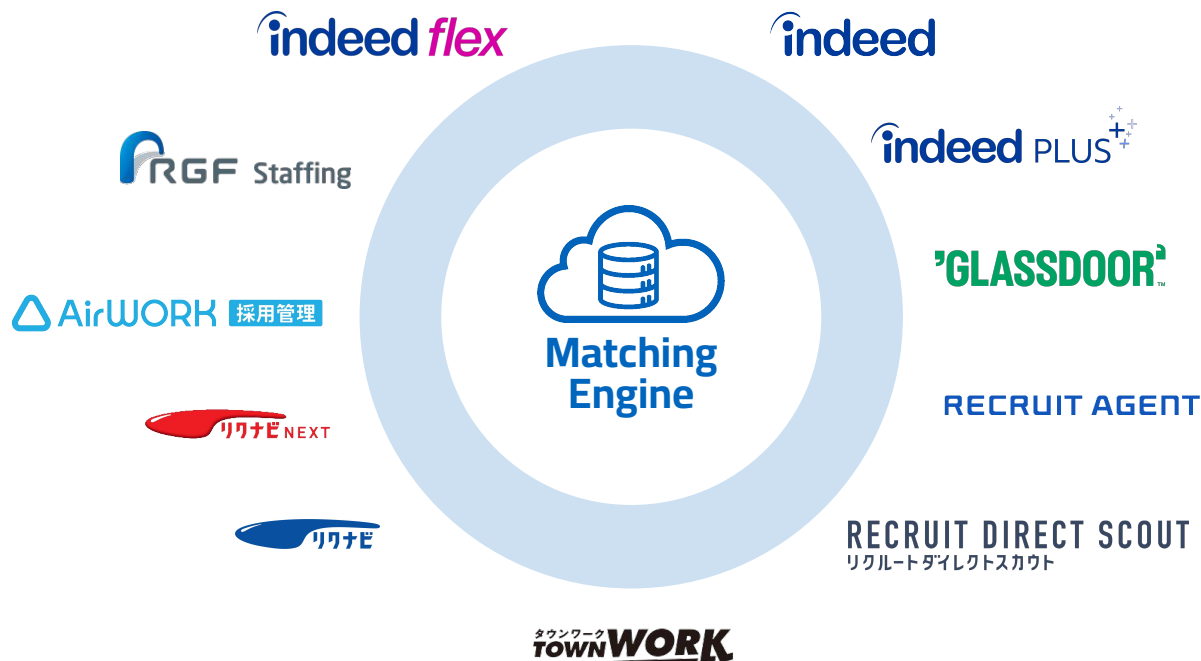 indeed flex
indeed
RGF Staffing
indeed PLUS
GLASSDOOR™
AirWORK 採用管理
Matching
Engine
リクナビNEXT
RECRUIT AGENT
リクナビ
RECRUIT DIRECT SCOUT
リクルートダイレクトスカウト
タウンワーク
TOWNWORK